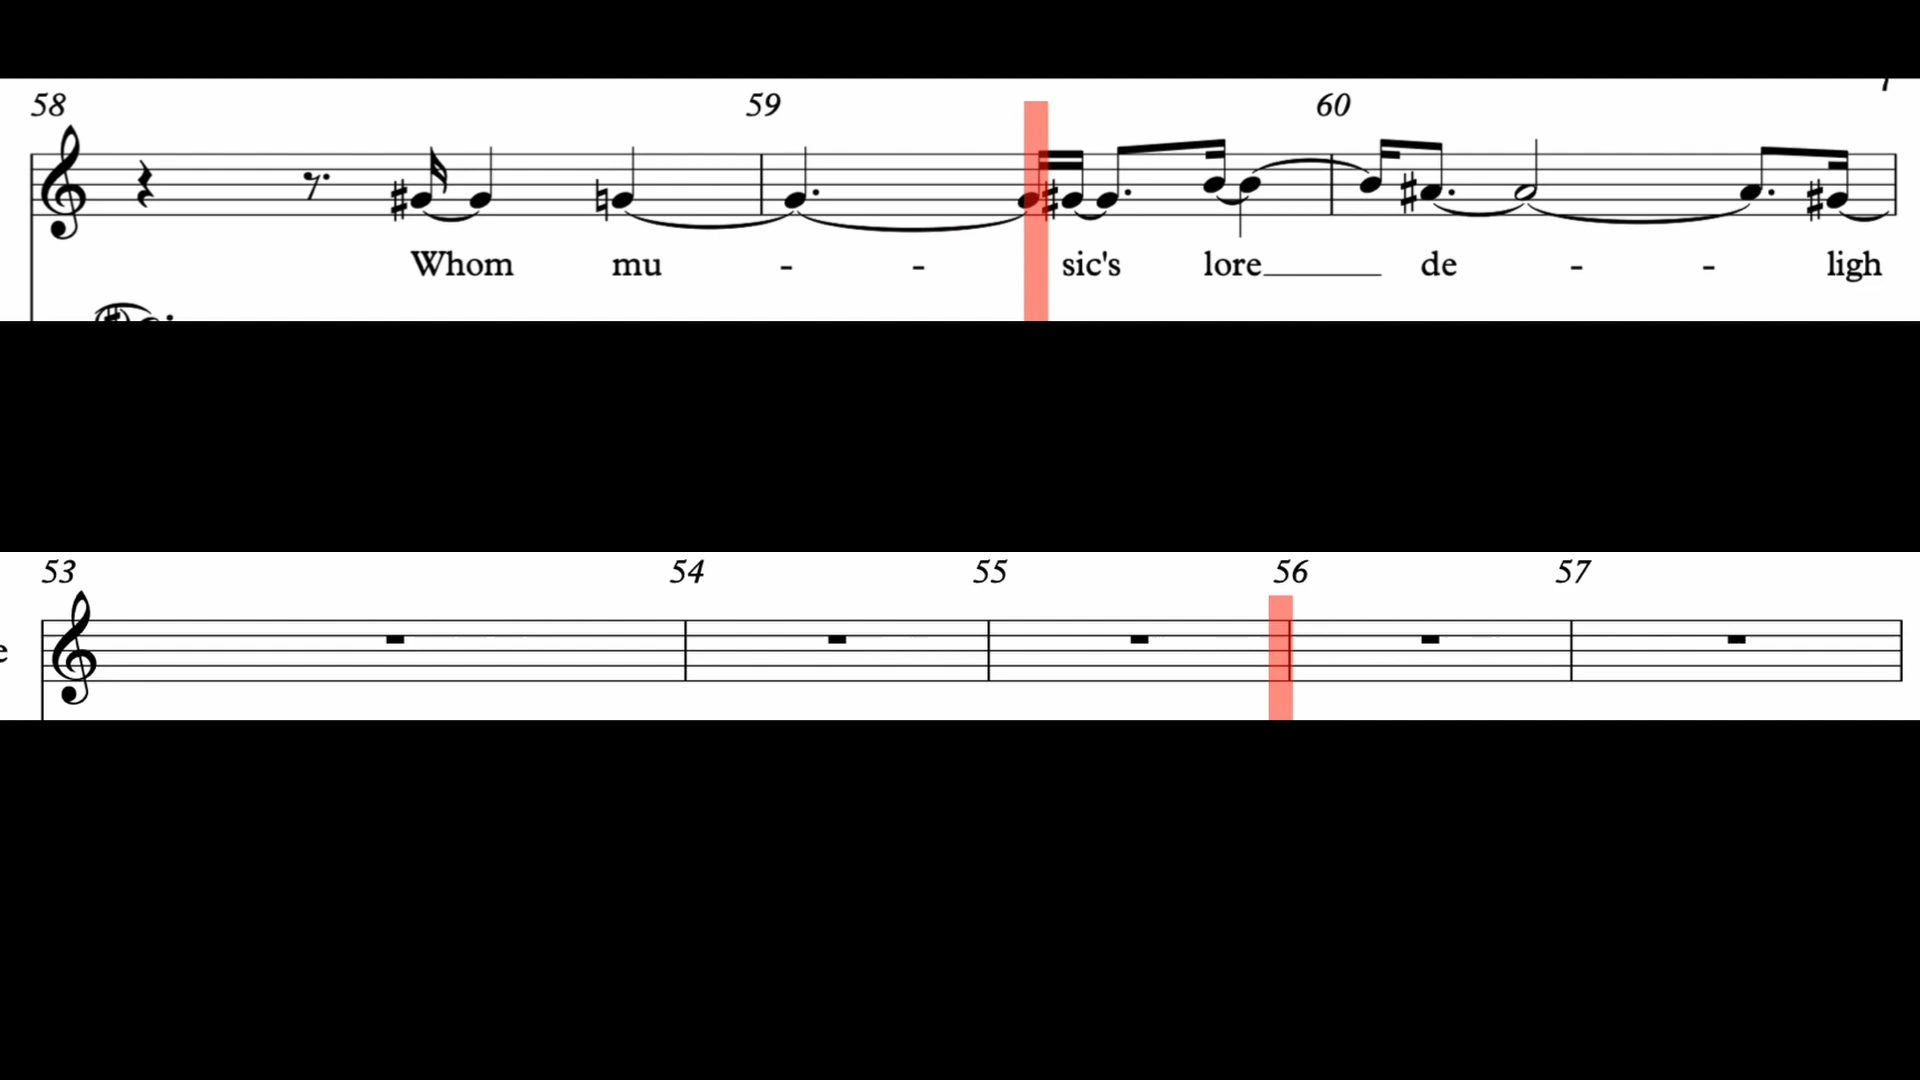 58 59 60
Whom mu - - sic's lore de - - ligh
53 54 55 56 57
e